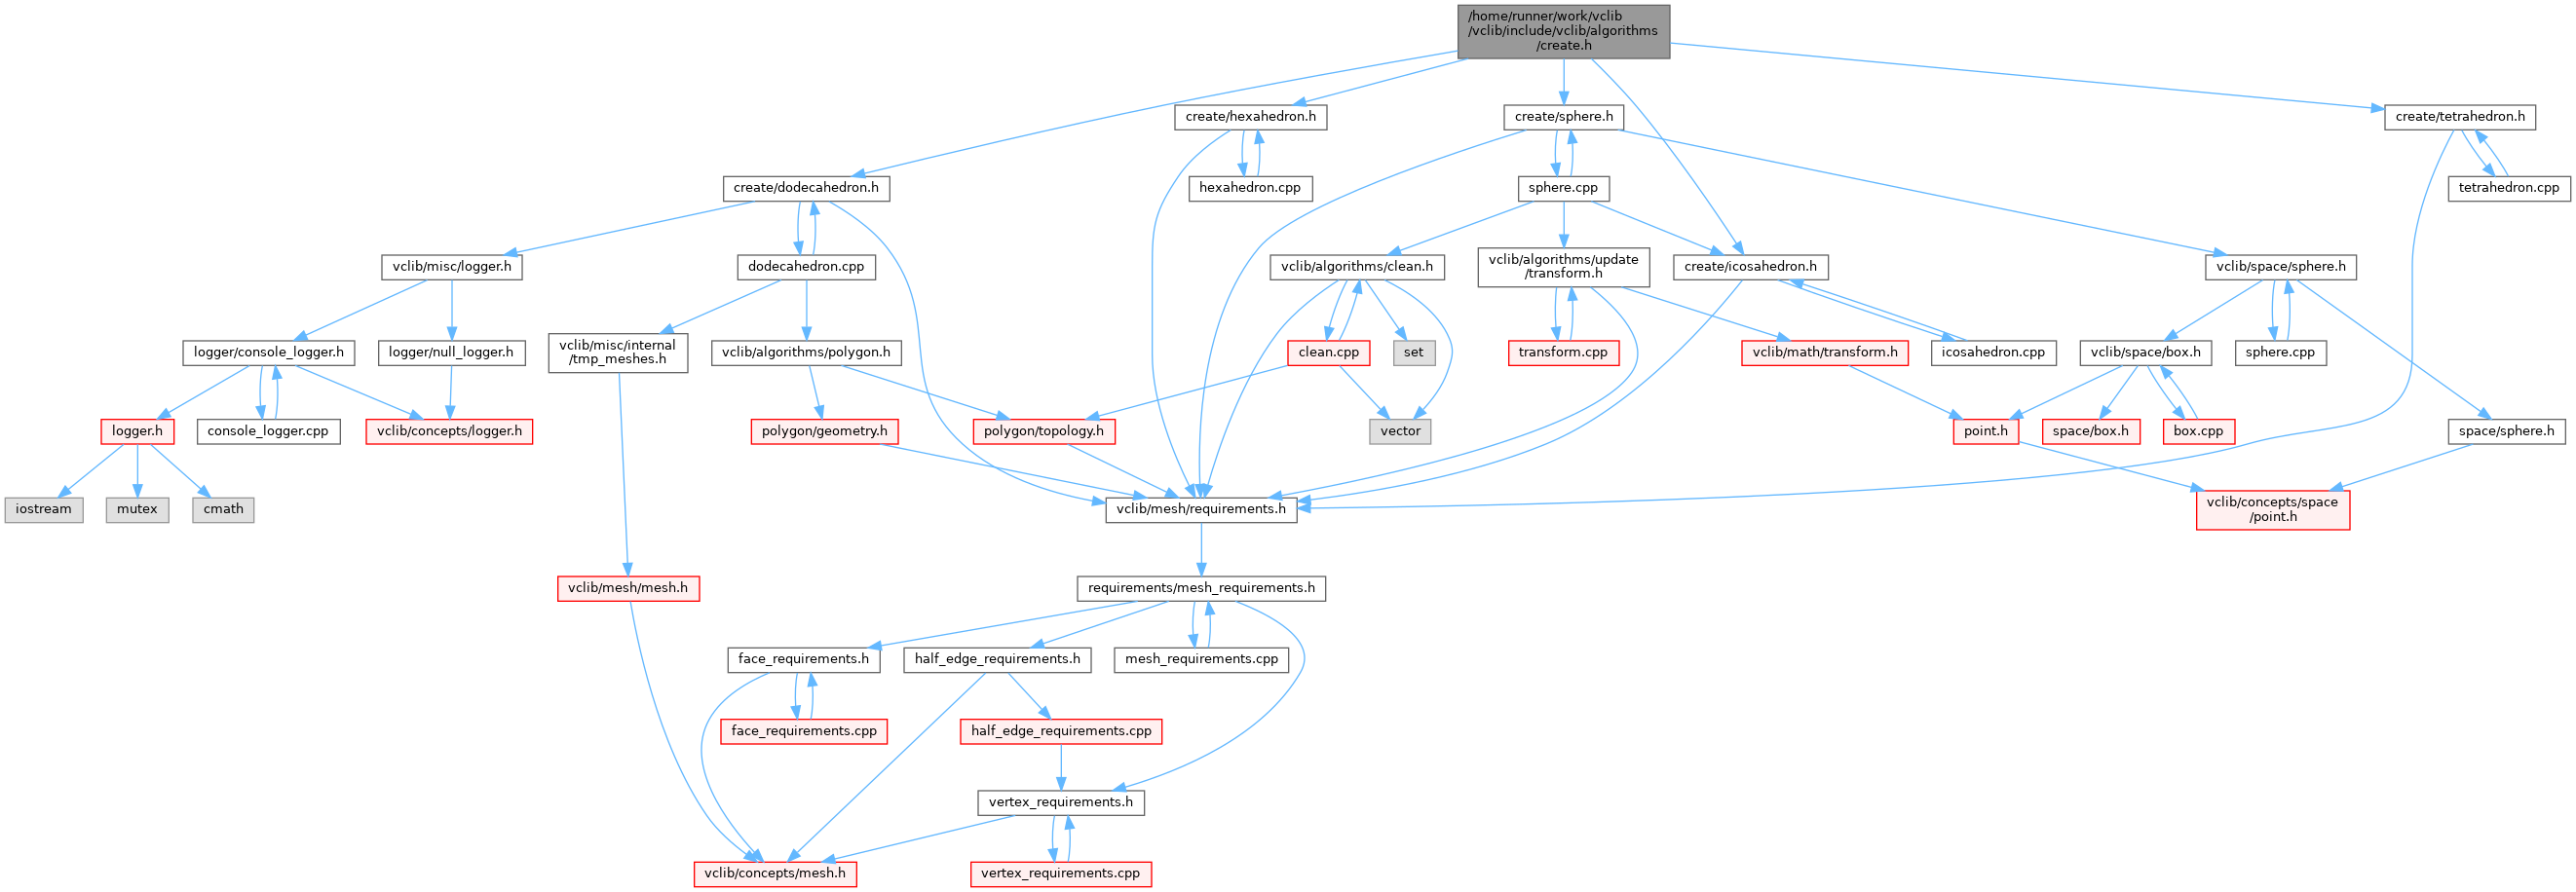 /home/runner/work/vclib
/vclib/include/vclib/algorithms
/create.h
create/hexahedron.h
create/sphere.h
create/tetrahedron.h
create/dodecahedron.h
hexahedron.cpp
sphere.cpp
tetrahedron.cpp
vclib/misc/logger.h
dodecahedron.cpp
vclib/algorithms/clean.h
vclib/algorithms/update
/transform.h
create/icosahedron.h
vclib/space/sphere.h
logger/console_logger.h
logger/null_logger.h
vclib/misc/internal
/tmp_meshes.h
vclib/algorithms/polygon.h
clean.cpp
set
transform.cpp
vclib/math/transform.h
icosahedron.cpp
vclib/space/box.h
sphere.cpp
logger.h
console_logger.cpp
vclib/concepts/logger.h
polygon/geometry.h
polygon/topology.h
vector
point.h
space/box.h
box.cpp
space/sphere.h
iostream
mutex
cmath
vclib/mesh/requirements.h
vclib/concepts/space
/point.h
vclib/mesh/mesh.h
requirements/mesh_requirements.h
face_requirements.h
half_edge_requirements.h
mesh_requirements.cpp
face_requirements.cpp
half_edge_requirements.cpp
vertex_requirements.h
vclib/concepts/mesh.h
vertex_requirements.cpp